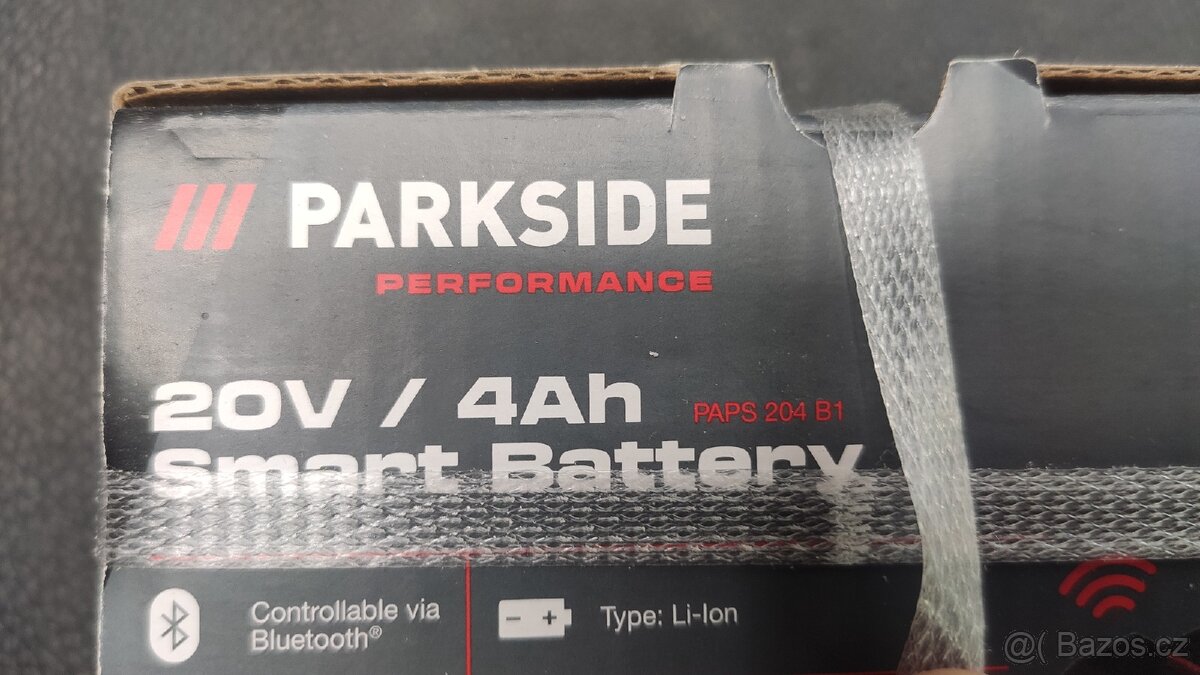 PARKSIDE
PERFORMANCE
20V / 4Ah PAPS 204 B1
Smart Battery
Controllable via
Bluetooth®
Type: Li-Ion
@( Bazos.cz